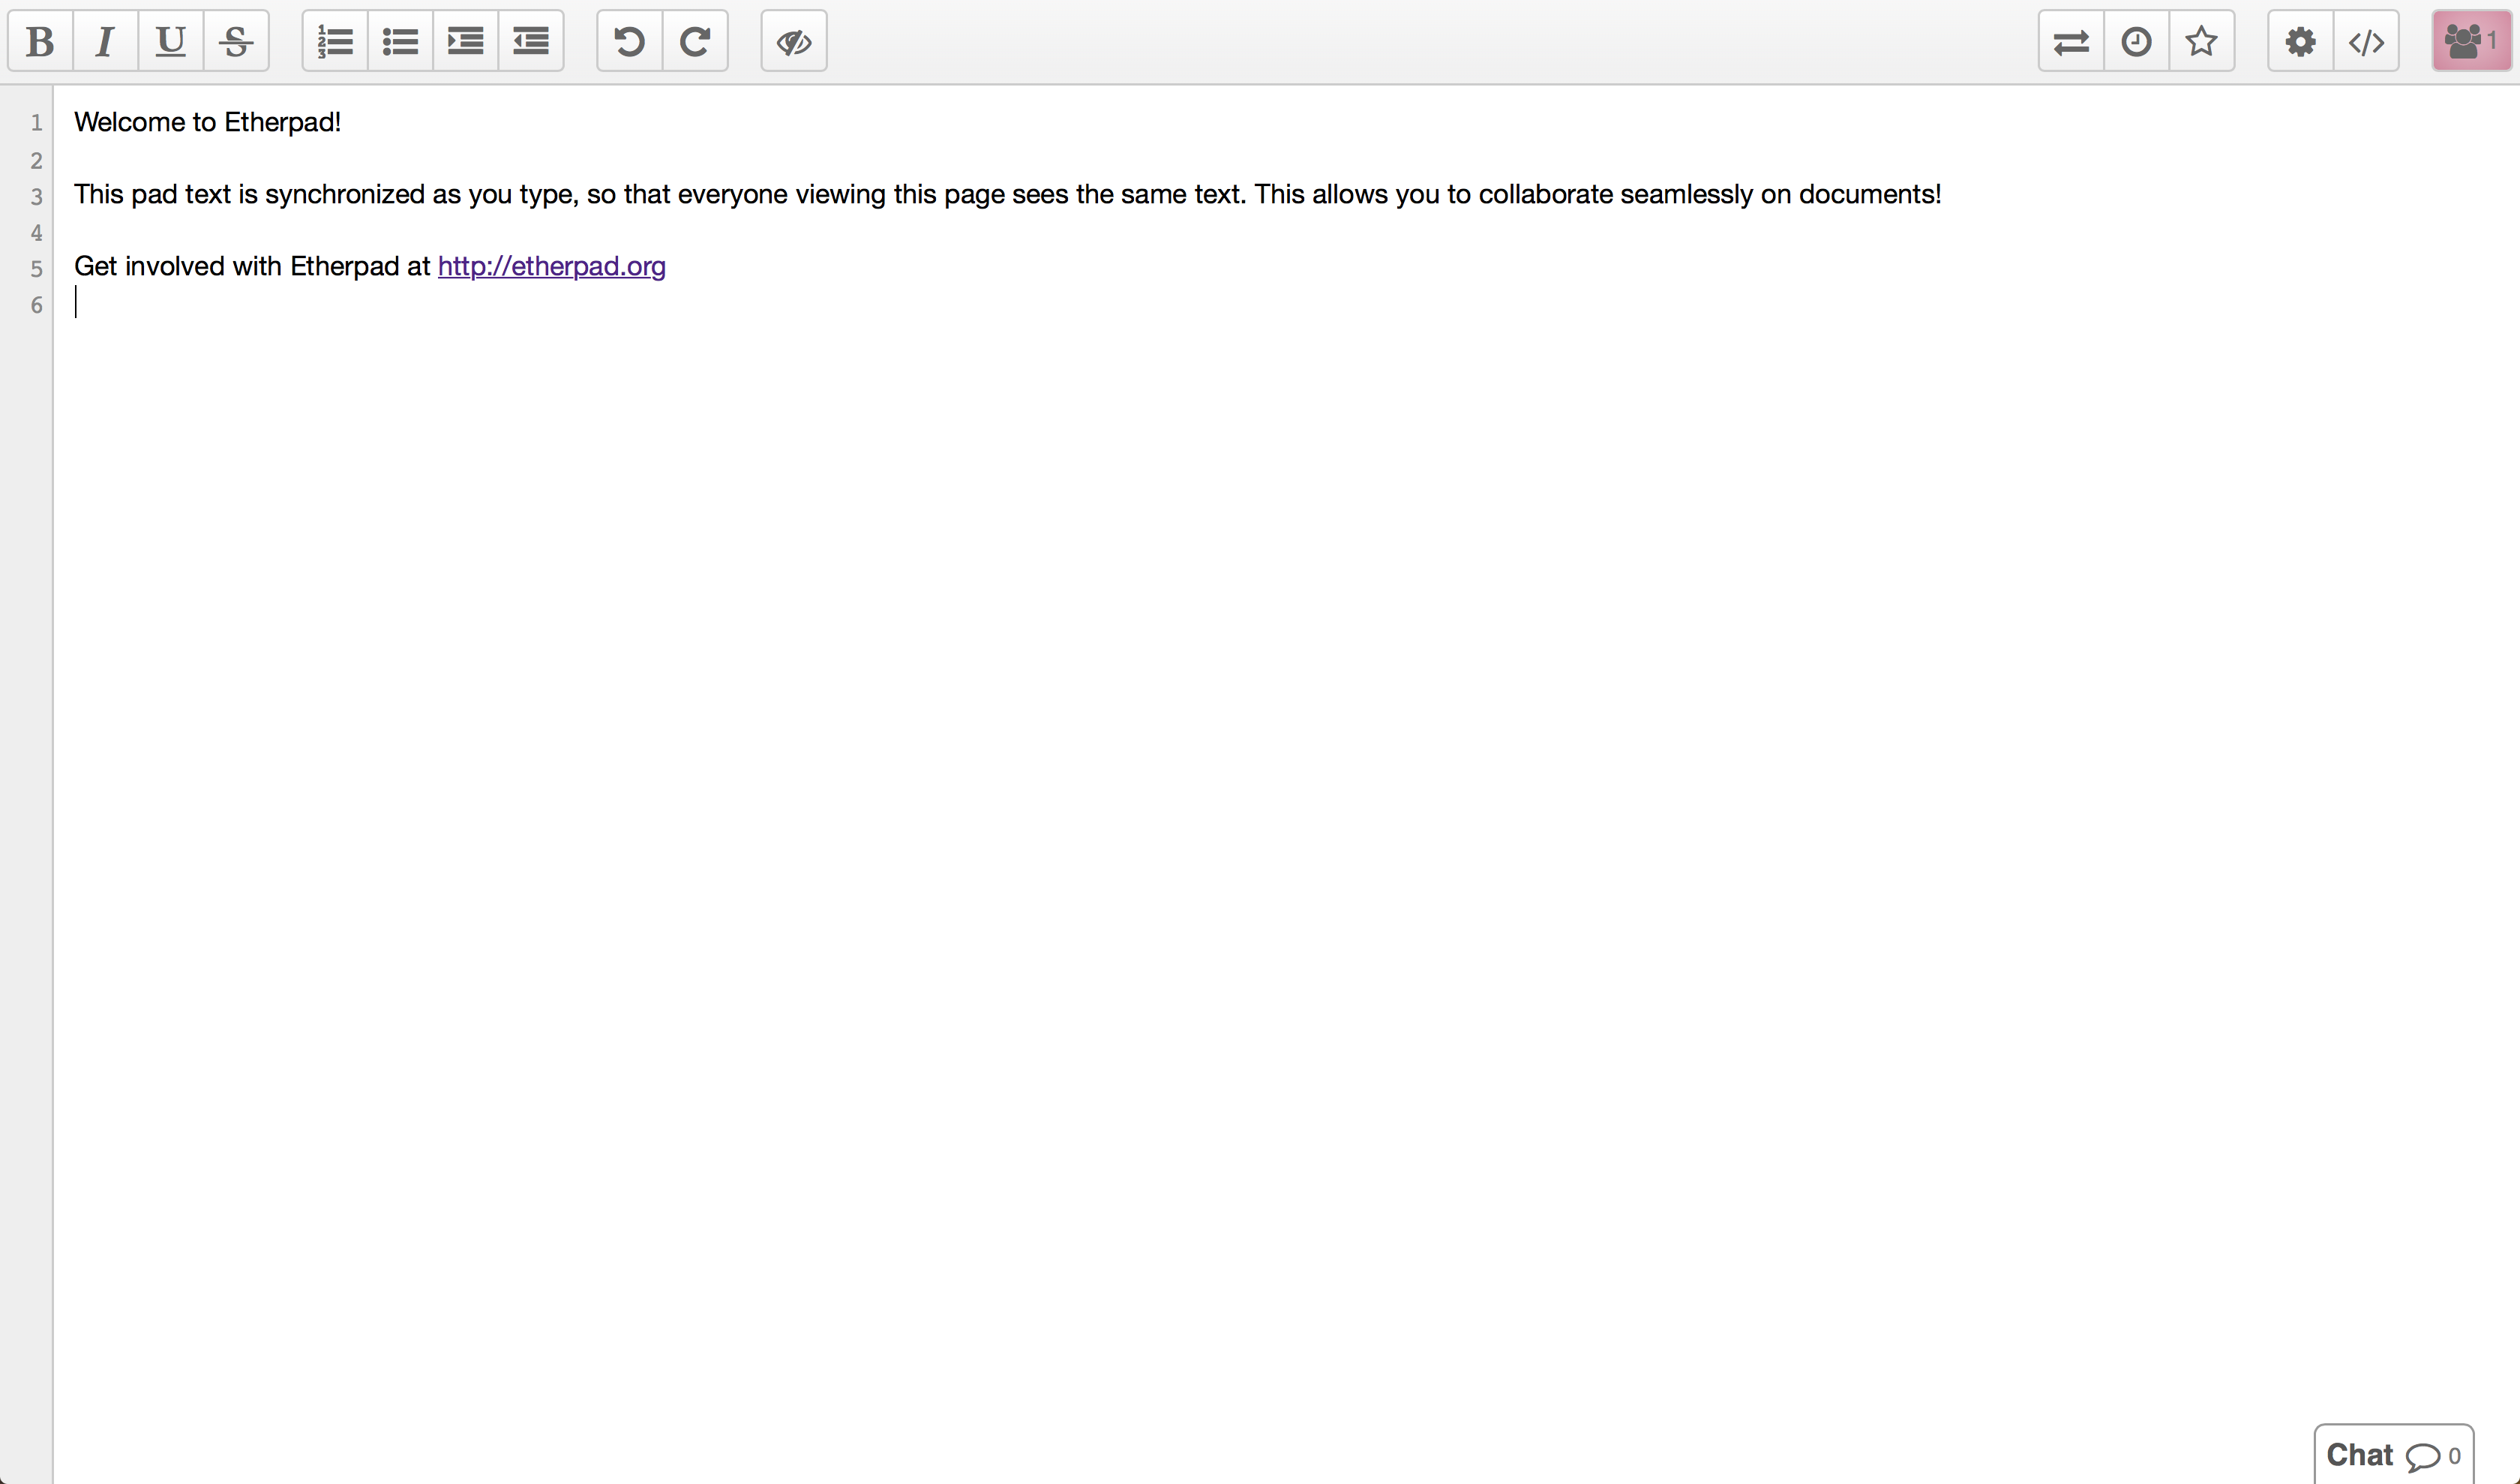 B I U S
1
1 Welcome to Etherpad!
2
3 This pad text is synchronized as you type, so that everyone viewing this page sees the same text. This allows you to collaborate seamlessly on documents!
4
5 Get involved with Etherpad at http://etherpad.org
6
Chat 0